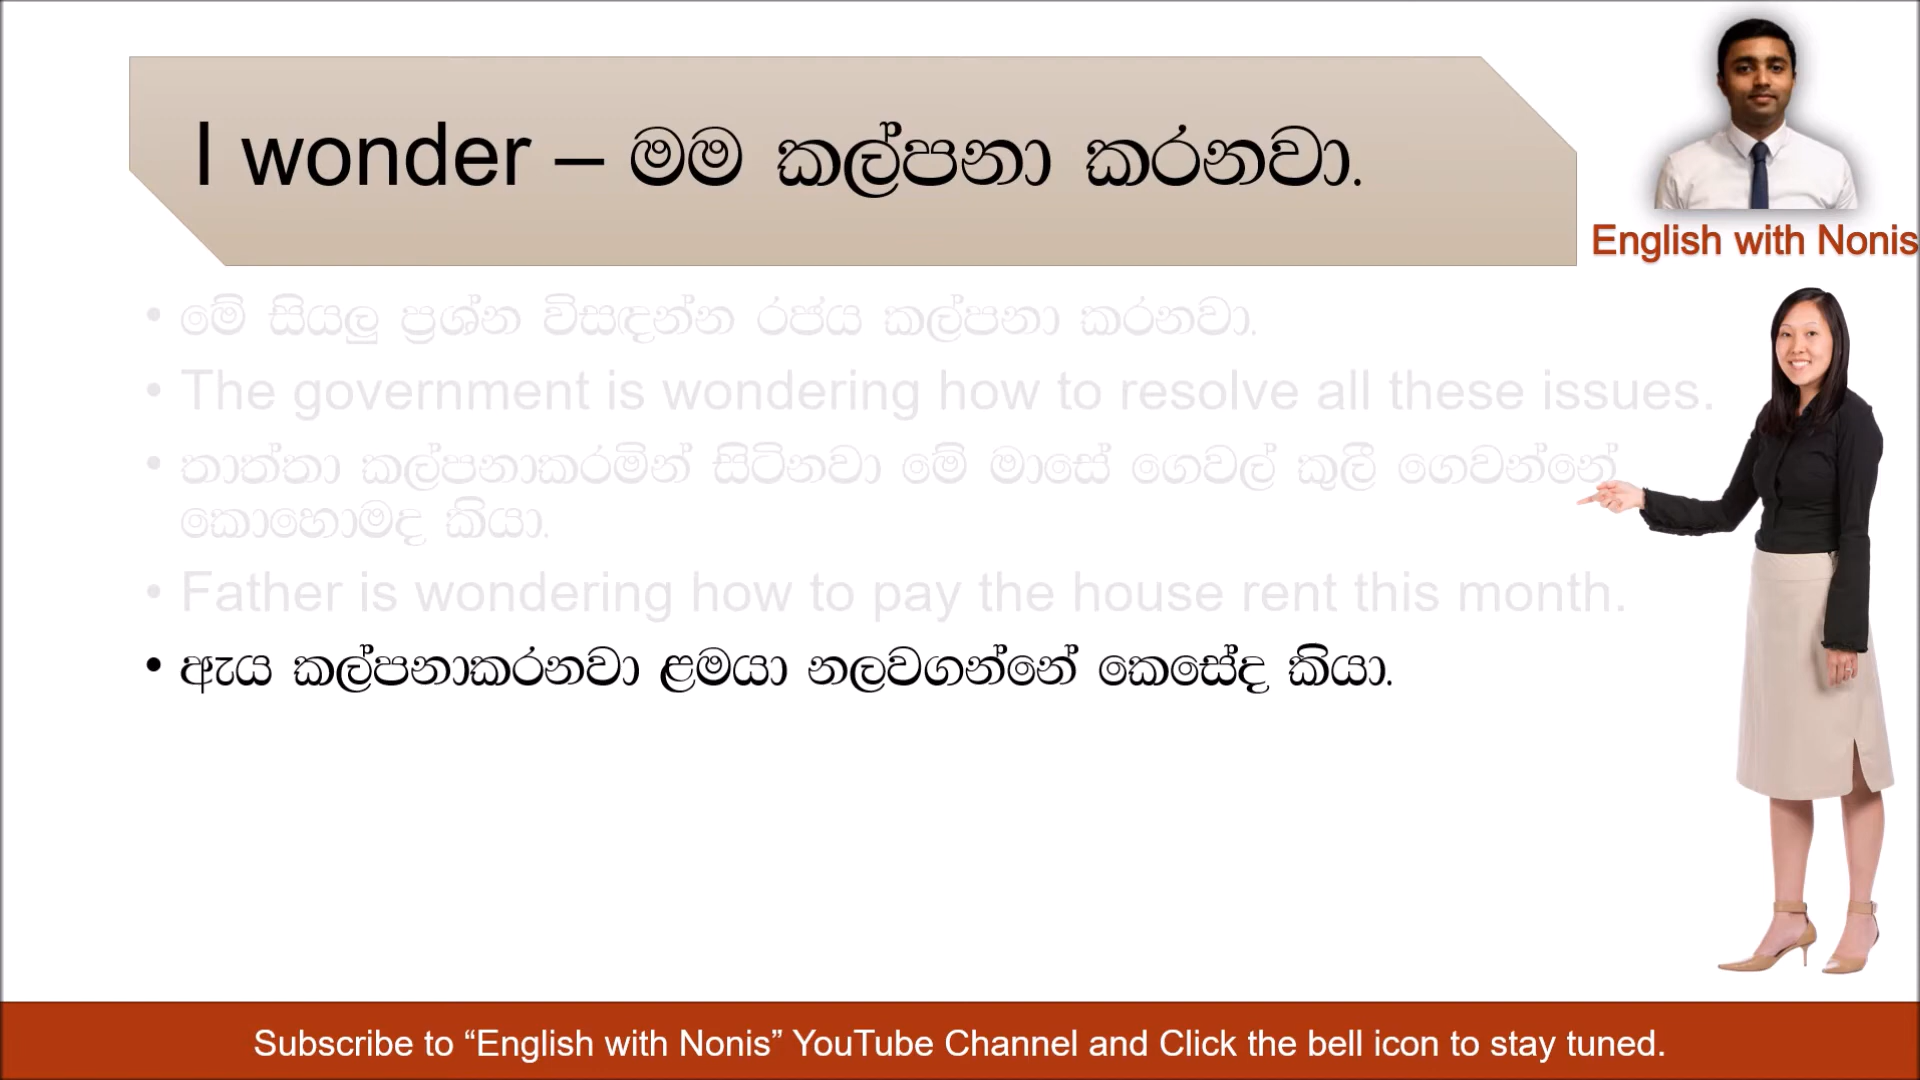 I wonder – මම කල්පනා කරනවා.
English with Nonis
• මේ සියලු ප්‍රශ්න විසඳන්න රජය කල්පනා කරනවා.
• The government is wondering how to resolve all these issues.
• තාත්තා කල්පනාකරමින් සිටිනවා මේ මාසේ ගෙවල් කුලී ගෙවන්නේ
කොහොමද කියා.
• Father is wondering how to pay the house rent this month.
• ඇය කල්පනාකරනවා ළමයා නලවගන්නේ කෙසේද කියා.
Subscribe to “English with Nonis” YouTube Channel and Click the bell icon to stay tuned.